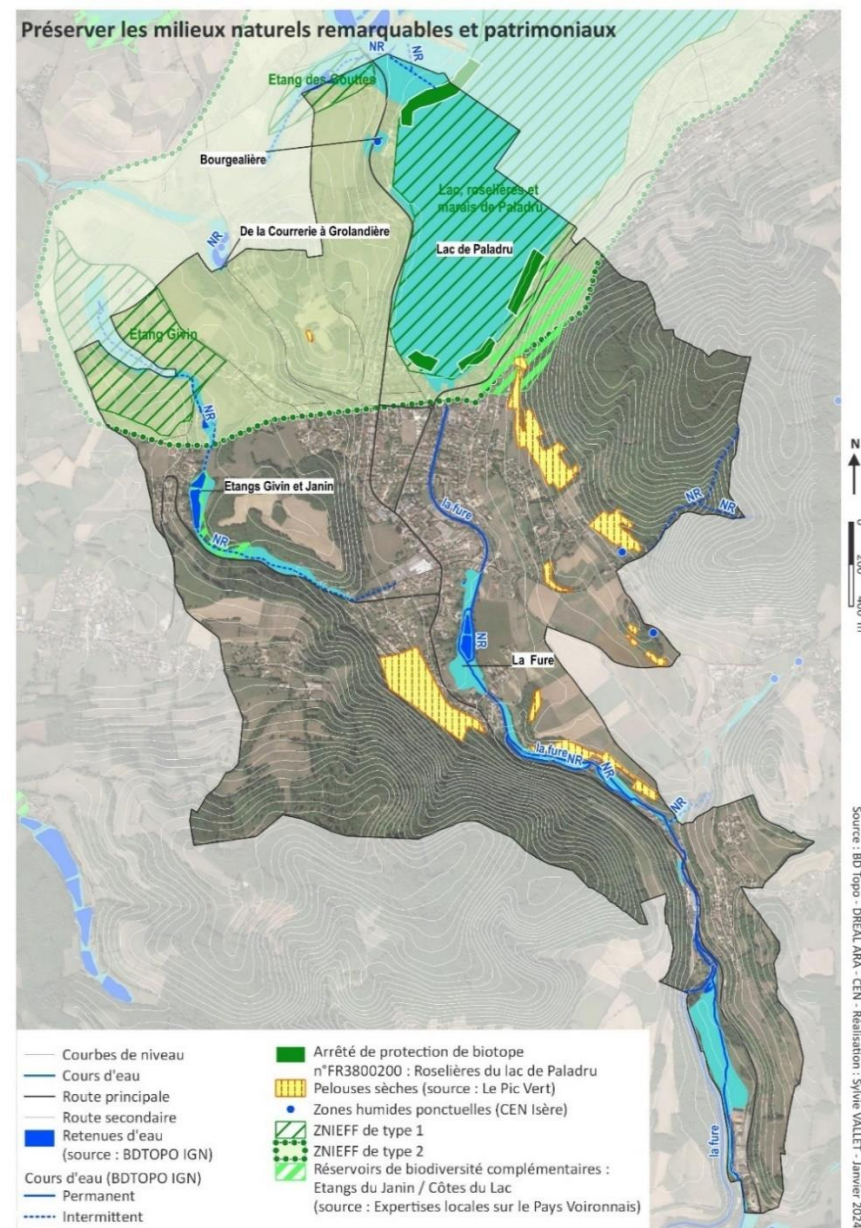 Préserver les milieux naturels remarquables et patrimoniaux
NR
NR
Etang des Gouttes
Bourgealière
Lac, roselières et
marais de Paladru
De la Courrerie à Grolandière
NR
Lac de Paladru
Etang Givin
NR
N
Etangs Givin et Janin
la fure
NR
NR
NR
0
200
400 m
NR
La Fure
la fure
NR
NR
NR
la fure
Source : BD Topo - DREAL ARA - CEN - Réalisation : Sylvie VALLET - Janvier 2024
Courbes de niveau
Cours d'eau
Route principale
Route secondaire
Retenues d'eau
(source : BDTOPO IGN)
Cours d'eau (BDTOPO IGN)
Permanent
Intermittent
Arrêté de protection de biotope
n°FR3800200 : Roselières du lac de Paladru
Pelouses sèches (source : Le Pic Vert)
Zones humides ponctuelles (CEN Isère)
ZNIEFF de type 1
ZNIEFF de type 2
Réservoirs de biodiversité complémentaires :
Etangs du Janin / Côtes du Lac
(source : Expertises locales sur le Pays Voironnais)